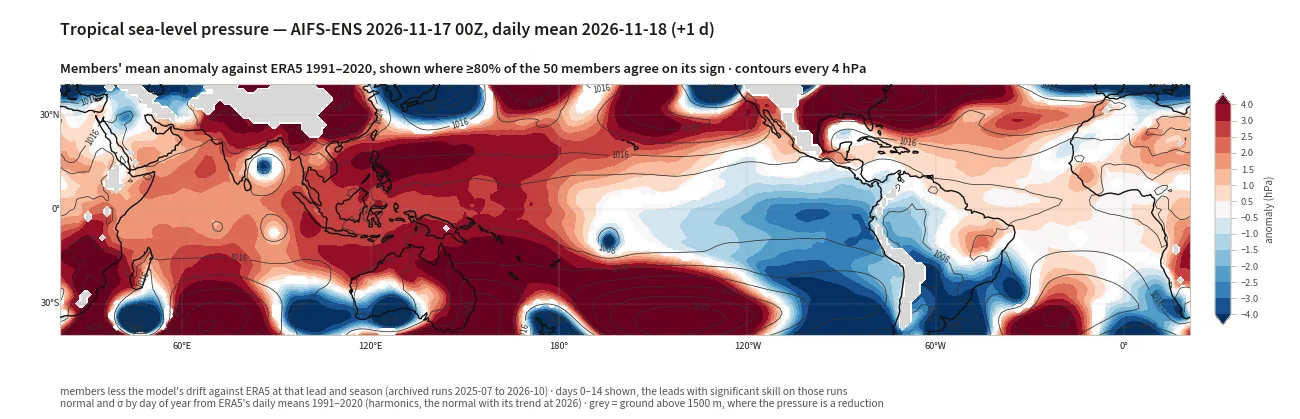 Tropical sea-level pressure — AIFS-ENS 2026-11-17 00Z, daily mean 2026-11-18 (+1 d)
Members' mean anomaly against ERA5 1991–2020, shown where ≥80% of the 50 members agree on its sign · contours every 4 hPa
1016
1016
1016
1016
1016
1016
1016
1008
1008
1016
1016
30°N
0°
30°S
60°E
120°E
180°
120°W
60°W
0°
4.0
3.0
2.0
1.5
1.0
0.5
−0.5
−1.0
−1.5
−2.0
−3.0
−4.0
anomaly (hPa)
members less the model's drift against ERA5 at that lead and season (archived runs 2025-07 to 2026-10) · days 0–14 shown, the leads with significant skill on those runs
normal and σ by day of year from ERA5's daily means 1991–2020 (harmonics, the normal with its trend at 2026) · grey = ground above 1500 m, where the pressure is a reduction